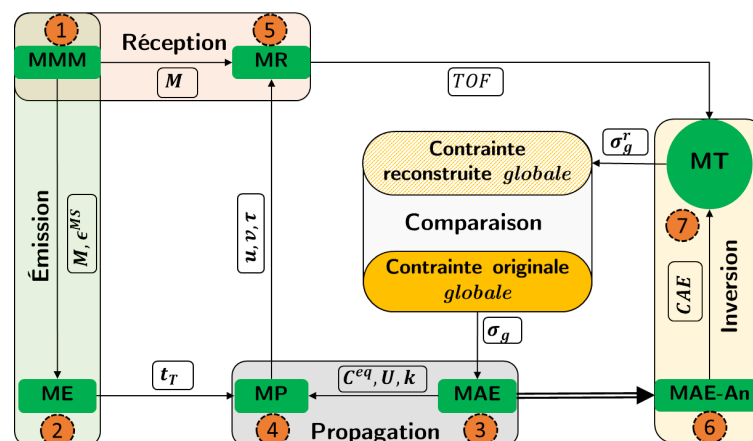 1
Réception
5
MMM
MR
M
TOF
Contrainte
reconstruite globale
σ_g^r
MT
7
Émission
M, ϵ^{MS}
u, v, τ
Comparaison
Contrainte originale
globale
CAE
Inversion
σ_g
ME
t_T
MP
C^{eq}, U, k
MAE
MAE-An
2
4
Propagation
3
6